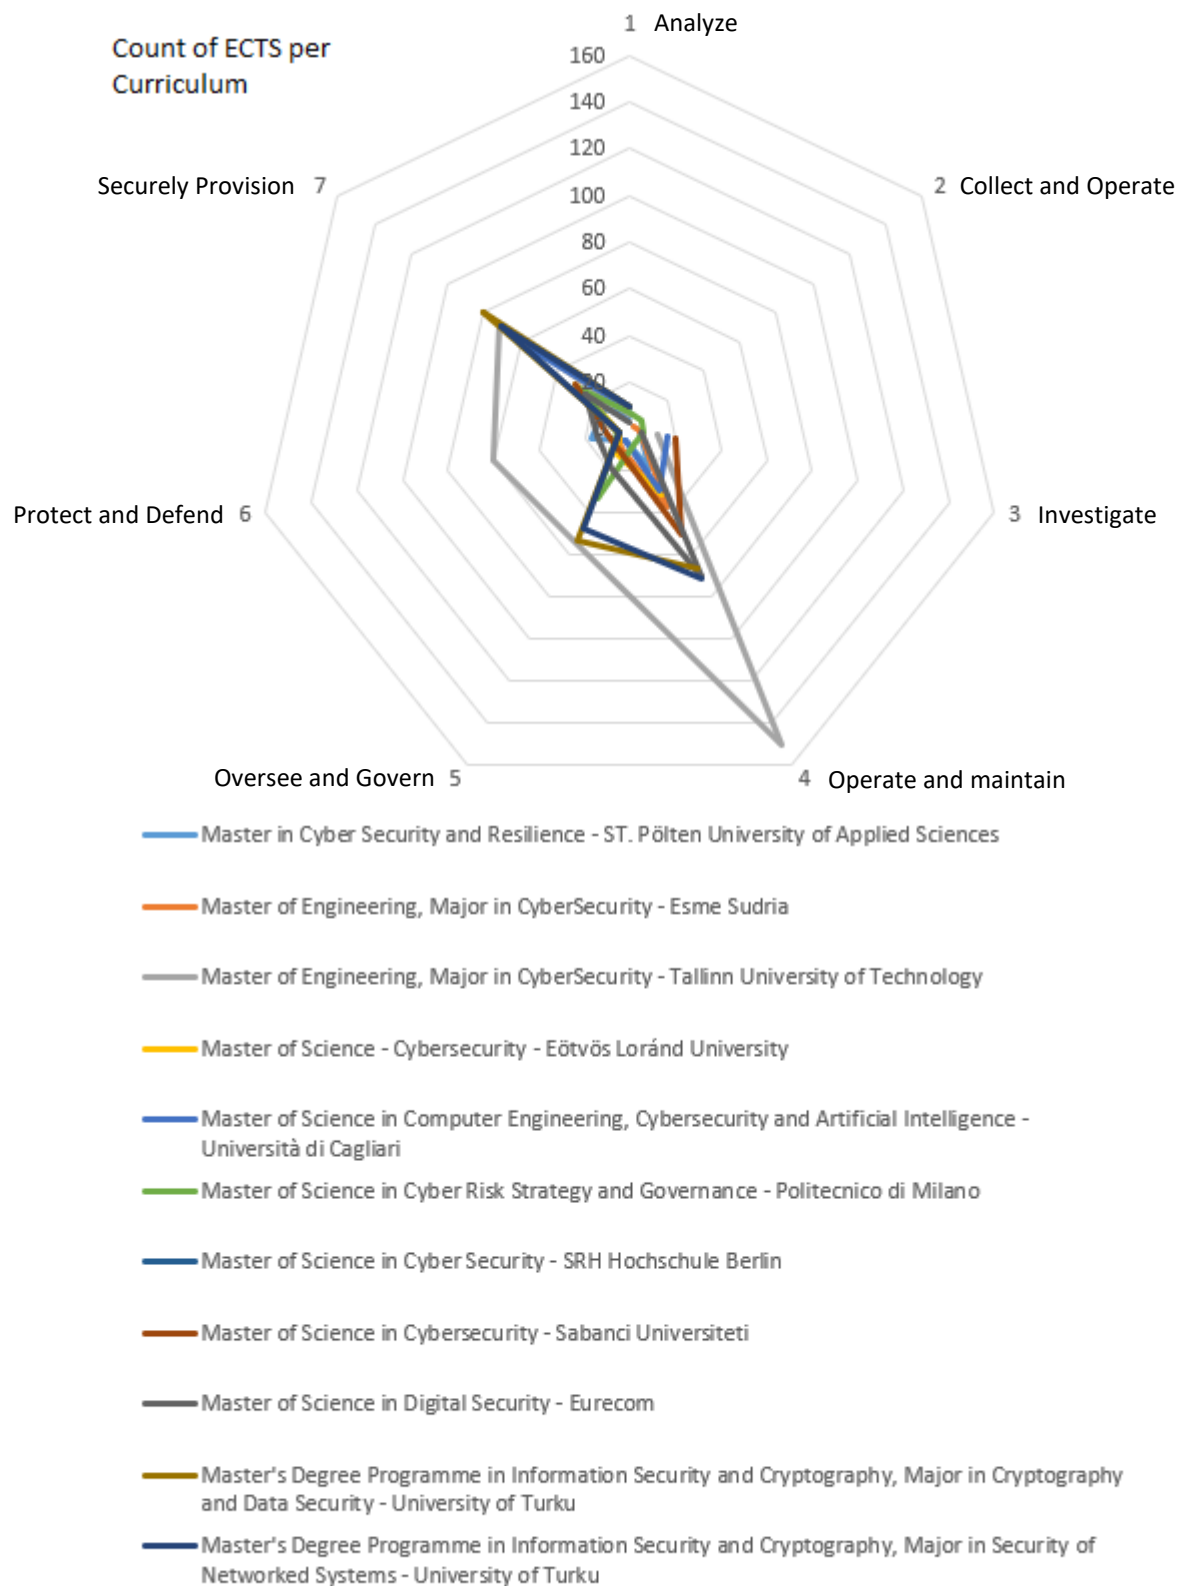 1 Analyze
Count of ECTS per
Curriculum
160
140
120
100
80
60
40
20
Securely Provision 7
2 Collect and Operate
Protect and Defend 6
3 Investigate
Oversee and Govern 5
4 Operate and maintain
Master in Cyber Security and Resilience - ST. Pölten University of Applied Sciences
Master of Engineering, Major in CyberSecurity - Esme Sudria
Master of Engineering, Major in CyberSecurity - Tallinn University of Technology
Master of Science - Cybersecurity - Eötvös Loránd University
Master of Science in Computer Engineering, Cybersecurity and Artificial Intelligence -
Università di Cagliari
Master of Science in Cyber Risk Strategy and Governance - Politecnico di Milano
Master of Science in Cyber Security - SRH Hochschule Berlin
Master of Science in Cybersecurity - Sabanci Universiteti
Master of Science in Digital Security - Eurecom
Master's Degree Programme in Information Security and Cryptography, Major in Cryptography
and Data Security - University of Turku
Master's Degree Programme in Information Security and Cryptography, Major in Security of
Networked Systems - University of Turku